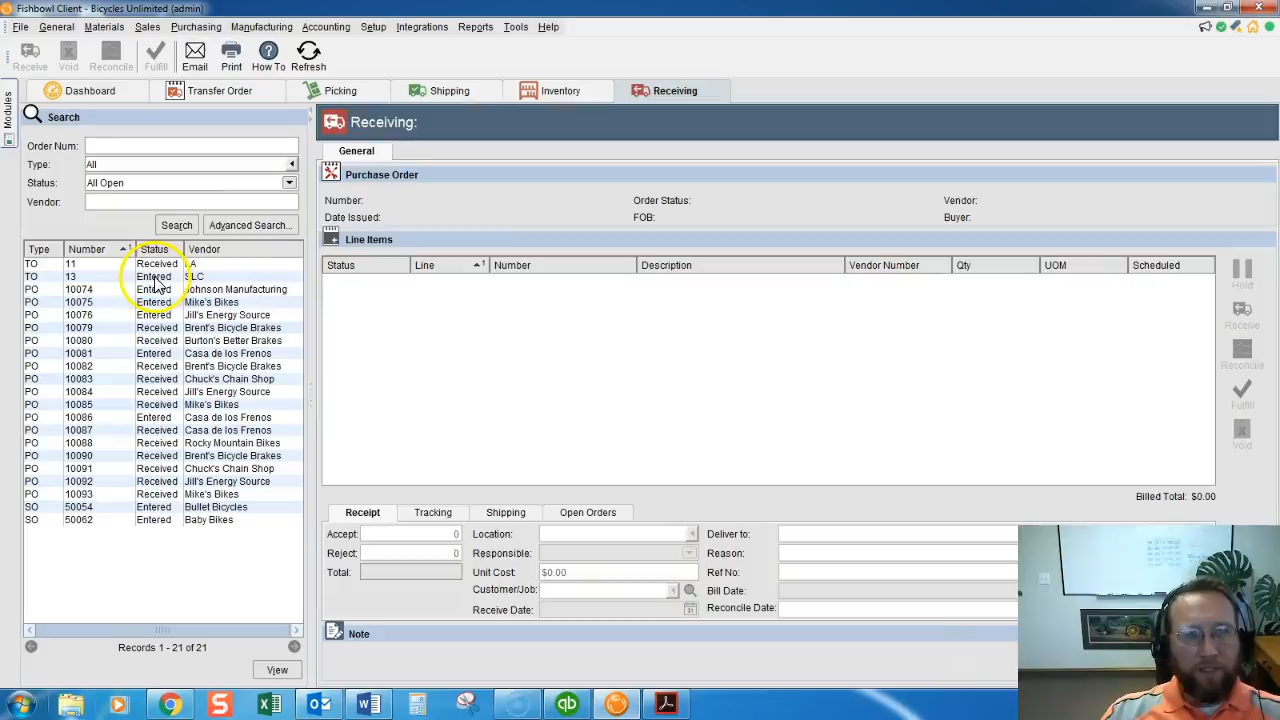 Fishbowl Client - Bicycles Unlimited (admin)
File General Materials Sales Purchasing Manufacturing Accounting Setup Integrations Reports Tools Help
Receive Void Reconcile Fulfill Email Print How To Refresh
Modules
Dashboard Transfer Order Picking Shipping Inventory Receiving
Search
Order Num:
Type: All
Status: All Open
Vendor:
Search Advanced Search...
Type Number 1 Status Vendor
TO 11 Received LA
TO 13 Entered SLC
PO 10074 Entered Johnson Manufacturing
PO 10075 Entered Mike's Bikes
PO 10076 Entered Jill's Energy Source
PO 10079 Received Brent's Bicycle Brakes
PO 10080 Received Burton's Better Brakes
PO 10081 Entered Casa de los Frenos
PO 10082 Received Brent's Bicycle Brakes
PO 10083 Received Chuck's Chain Shop
PO 10084 Received Jill's Energy Source
PO 10085 Received Mike's Bikes
PO 10086 Entered Casa de los Frenos
PO 10087 Received Casa de los Frenos
PO 10088 Received Rocky Mountain Bikes
PO 10090 Received Brent's Bicycle Brakes
PO 10091 Received Chuck's Chain Shop
PO 10092 Received Jill's Energy Source
PO 10093 Received Mike's Bikes
SO 50054 Entered Bullet Bicycles
SO 50062 Entered Baby Bikes
Records 1 - 21 of 21
View
Receiving:
General
Purchase Order
Number: Order Status: Vendor:
Date Issued: FOB: Buyer:
Line Items
Status Line 1 Number Description Vendor Number Qty UOM Scheduled
Hold
Receive
Reconcile
Fulfill
Void
Billed Total: $0.00
Receipt Tracking Shipping Open Orders
Accept: 0 Location: Deliver to:
Reject: 0 Responsible: Reason:
Total: Unit Cost: $0.00 Ref No:
Customer/Job: Bill Date:
Receive Date: Reconcile Date:
Note